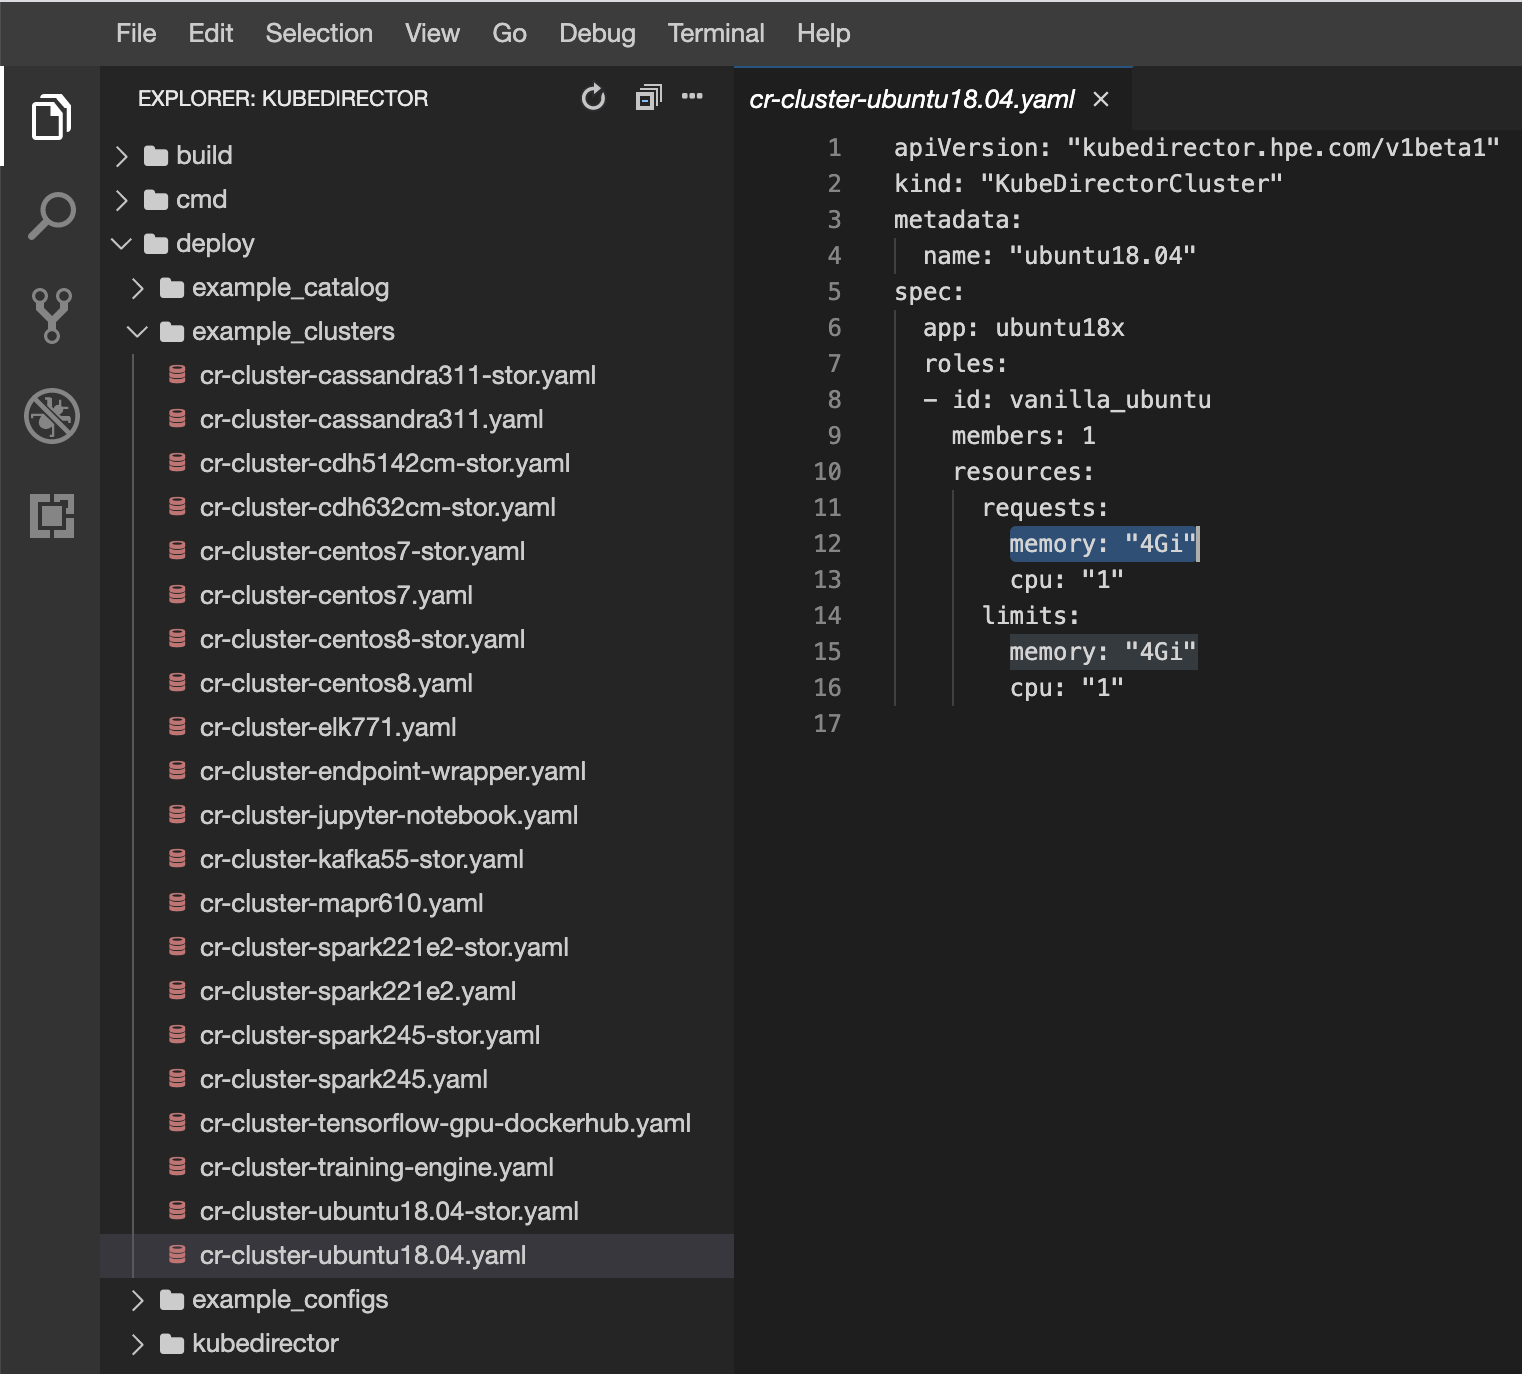 File Edit Selection View Go Debug Terminal Help
EXPLORER: KUBEDIRECTOR
build
cmd
deploy
example_catalog
example_clusters
cr-cluster-cassandra311-stor.yaml
cr-cluster-cassandra311.yaml
cr-cluster-cdh5142cm-stor.yaml
cr-cluster-cdh632cm-stor.yaml
cr-cluster-centos7-stor.yaml
cr-cluster-centos7.yaml
cr-cluster-centos8-stor.yaml
cr-cluster-centos8.yaml
cr-cluster-elk771.yaml
cr-cluster-endpoint-wrapper.yaml
cr-cluster-jupyter-notebook.yaml
cr-cluster-kafka55-stor.yaml
cr-cluster-mapr610.yaml
cr-cluster-spark221e2-stor.yaml
cr-cluster-spark221e2.yaml
cr-cluster-spark245-stor.yaml
cr-cluster-spark245.yaml
cr-cluster-tensorflow-gpu-dockerhub.yaml
cr-cluster-training-engine.yaml
cr-cluster-ubuntu18.04-stor.yaml
cr-cluster-ubuntu18.04.yaml
example_configs
kubedirector
cr-cluster-ubuntu18.04.yaml
1 apiVersion: "kubedirector.hpe.com/v1beta1"
2 kind: "KubeDirectorCluster"
3 metadata:
4   name: "ubuntu18.04"
5 spec:
6   app: ubuntu18x
7   roles:
8   - id: vanilla_ubuntu
9     members: 1
10     resources:
11       requests:
12         memory: "4Gi"
13         cpu: "1"
14       limits:
15         memory: "4Gi"
16         cpu: "1"
17